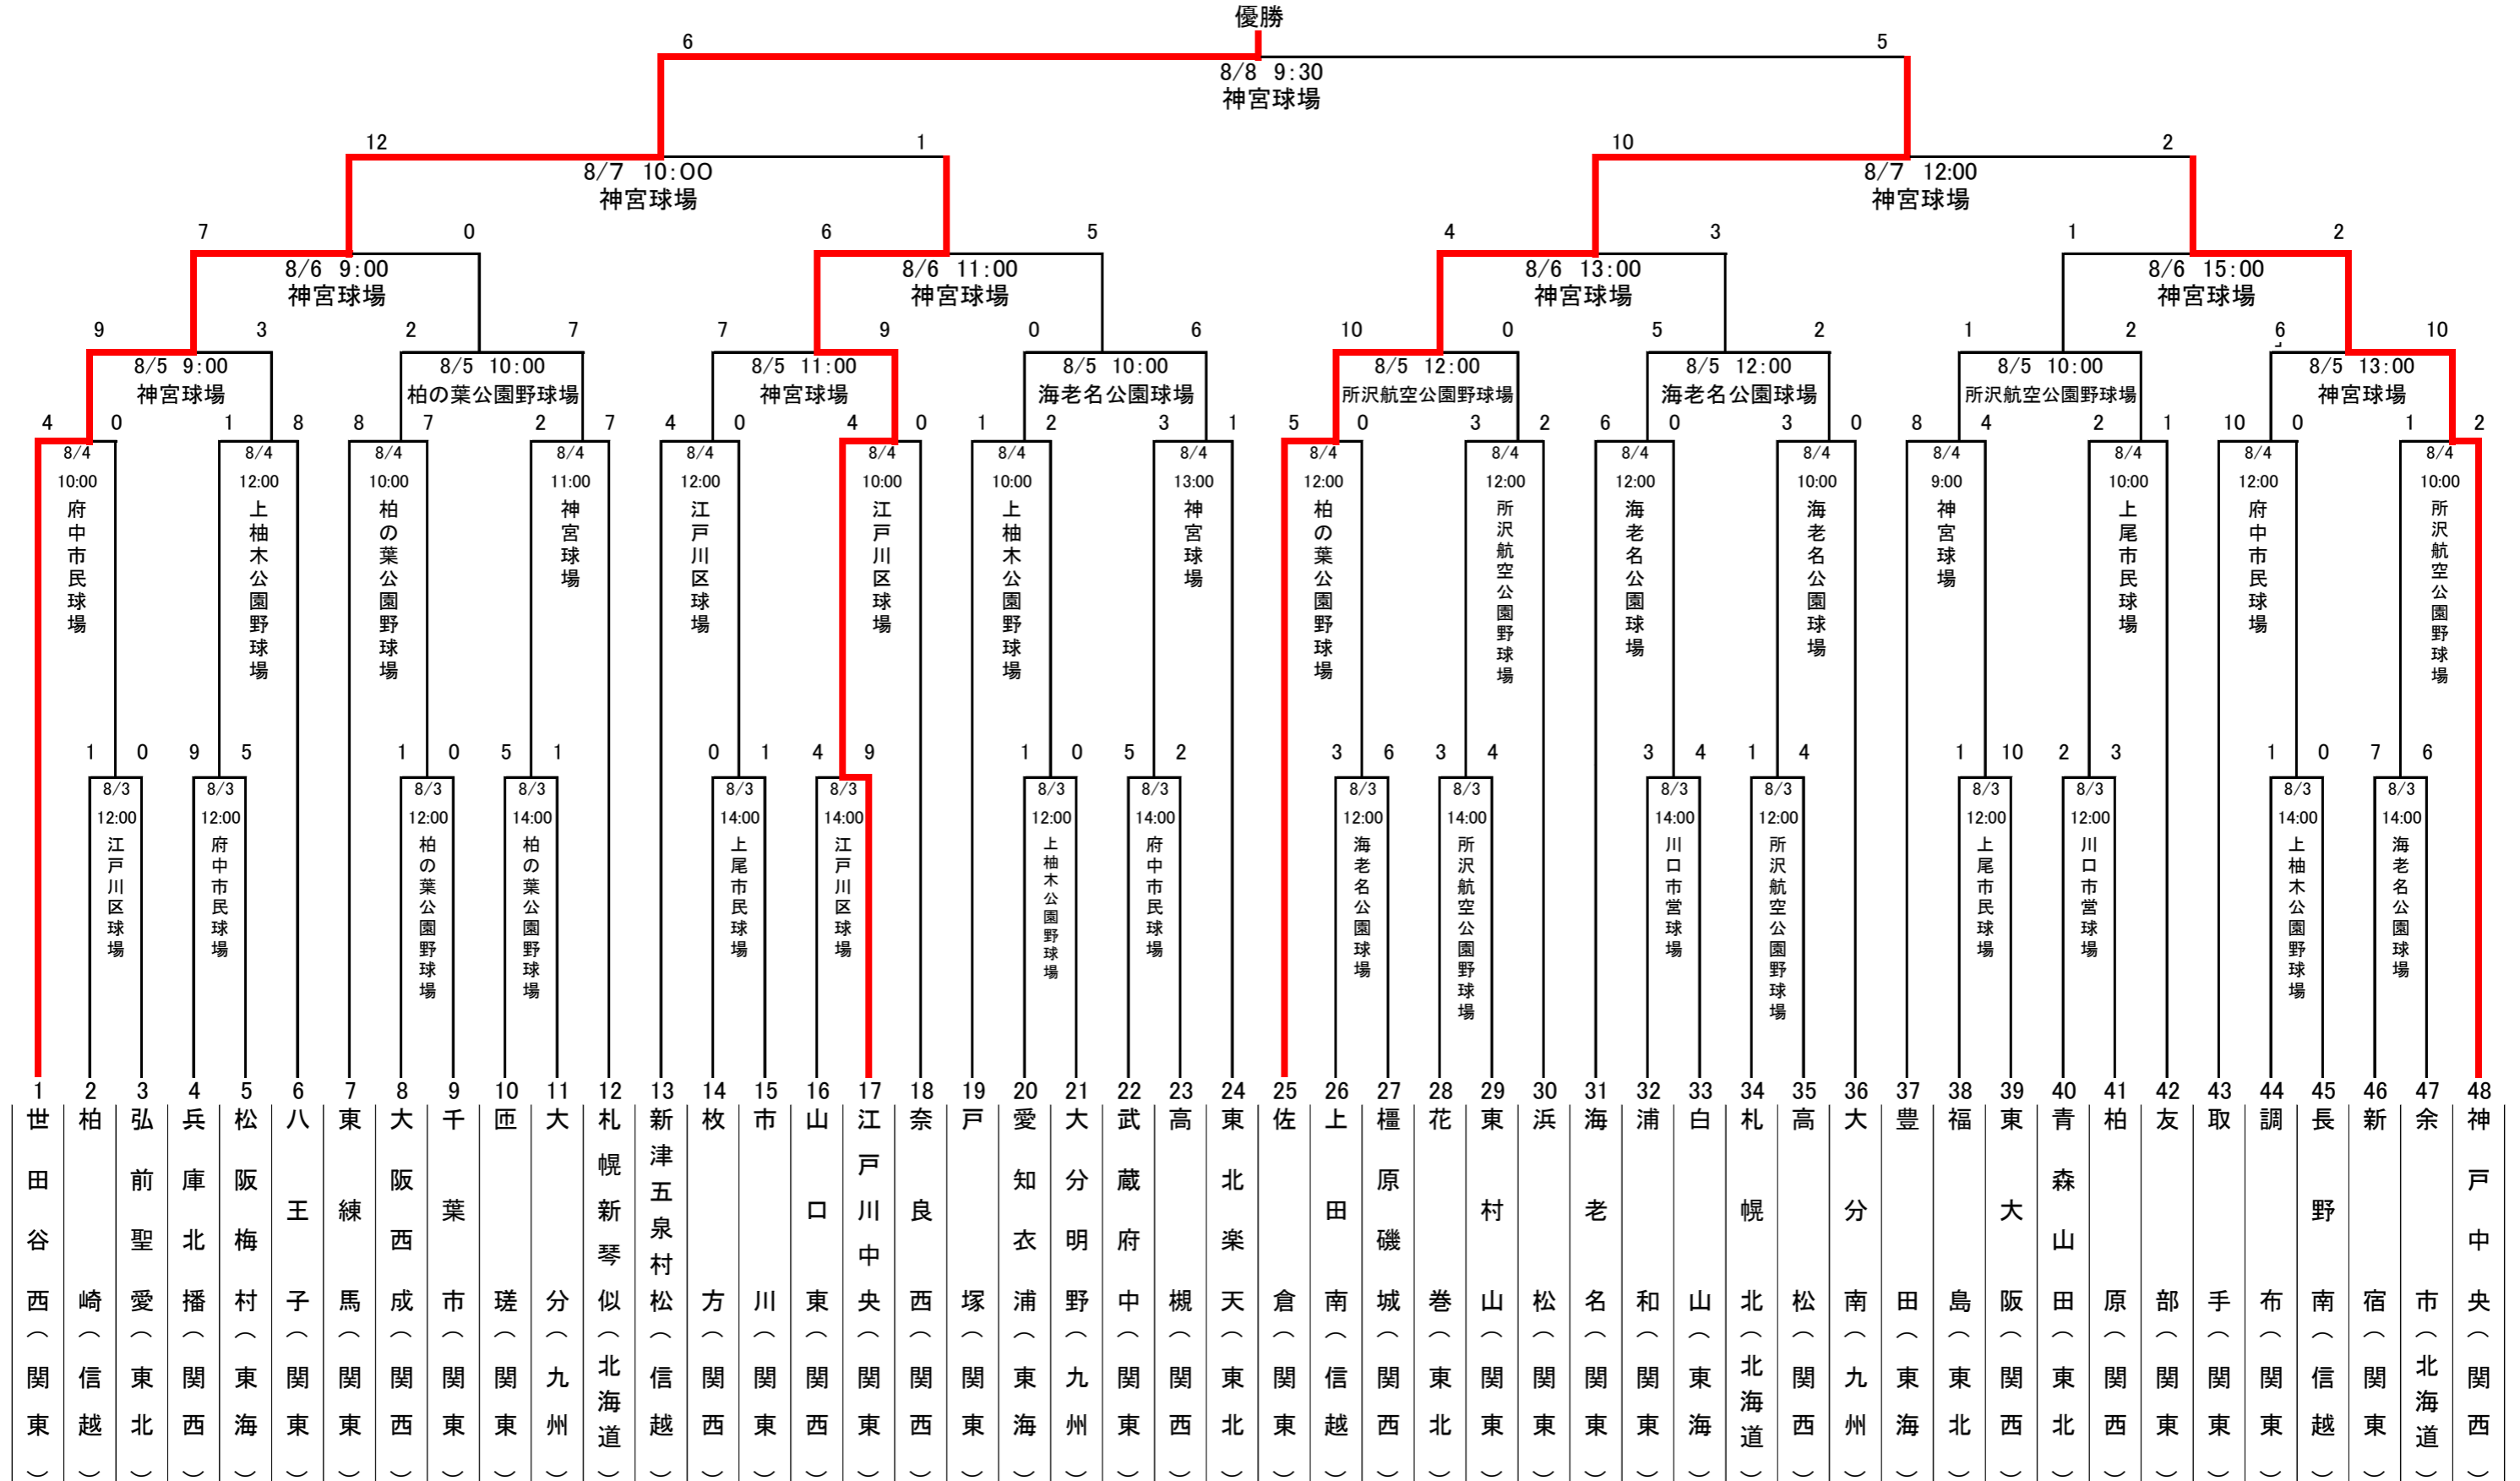 優勝
6 5
8/8 9:30
神宮球場
12 1 10 2
8/7 10:00 8/7 12:00
神宮球場 神宮球場
7 0 6 5 4 3 1 2
8/6 9:00 8/6 11:00 8/6 13:00 8/6 15:00
神宮球場 神宮球場 神宮球場 神宮球場
9 3 2 7 7 9 0 6 10 0 5 2 1 2 6 10
8/5 9:00 8/5 10:00 8/5 11:00 8/5 10:00 8/5 12:00 8/5 12:00 8/5 10:00 8/5 13:00
神宮球場 柏の葉公園野球場 神宮球場 海老名公園球場 所沢航空公園野球場 海老名公園球場 所沢航空公園野球場 神宮球場
4 0 1 8 8 7 2 7 4 0 4 0 1 2 3 1 5 0 3 2 6 0 3 0 8 4 2 1 10 0 1 2
8/4 8/4 8/4 8/4 8/4 8/4 8/4 8/4 8/4 8/4 8/4 8/4 8/4 8/4 8/4 8/4
10:00 12:00 10:00 11:00 12:00 10:00 10:00 13:00 12:00 12:00 12:00 10:00 9:00 10:00 12:00 10:00
府中市民球場
上柚木公園野球場
柏の葉公園野球場
神宮球場
江戸川区球場
江戸川区球場
上柚木公園野球場
神宮球場
柏の葉公園野球場
所沢航空公園野球場
海老名公園球場
海老名公園球場
神宮球場
上尾市民球場
府中市民球場
所沢航空公園野球場
1 0 9 5 1 0 5 1 0 1 4 9 1 0 5 2 3 6 3 4 3 4 1 4 1 10 2 3 1 0 7 6
8/3 8/3 8/3 8/3 8/3 8/3 8/3 8/3 8/3 8/3 8/3 8/3 8/3 8/3 8/3 8/3
12:00 12:00 12:00 14:00 14:00 14:00 12:00 14:00 12:00 14:00 14:00 12:00 12:00 12:00 14:00 14:00
江戸川区球場
府中市民球場
柏の葉公園野球場
柏の葉公園野球場
上尾市民球場
江戸川区球場
上柚木公園野球場
府中市民球場
海老名公園球場
所沢航空公園野球場
川口市営球場
所沢航空公園野球場
上尾市民球場
川口市営球場
上柚木公園野球場
海老名公園球場
1 世田谷西(関東)
2 柏崎(信越)
3 弘前聖愛(東北)
4 兵庫北播(関西)
5 松阪梅村(東海)
6 八王子(関東)
7 東練馬(関東)
8 大阪西成(関西)
9 千葉市(関東)
10 匝瑳(関東)
11 大分(九州)
12 札幌新琴似(北海道)
13 新津五泉村松(信越)
14 枚方(関西)
15 市川(関東)
16 山口東(関西)
17 江戸川中央(関東)
18 奈良西(関西)
19 戸塚(関東)
20 愛知衣浦(東海)
21 大分明野(九州)
22 武蔵府中(関東)
23 高槻(関西)
24 東北楽天(東北)
25 佐倉(関東)
26 上田南(信越)
27 橿原磯城(関西)
28 花巻(東北)
29 東村山(関東)
30 浜松(関東)
31 海老名(関東)
32 浦和(関東)
33 白山(東海)
34 札幌北(北海道)
35 高松(関西)
36 大分南(九州)
37 豊田(東海)
38 福島(東北)
39 東大阪(関西)
40 青森山田(東北)
41 柏原(関西)
42 友部(関東)
43 取手(関東)
44 調布(関東)
45 長野南(信越)
46 新宿(関東)
47 余市(北海道)
48 神戸中央(関西)